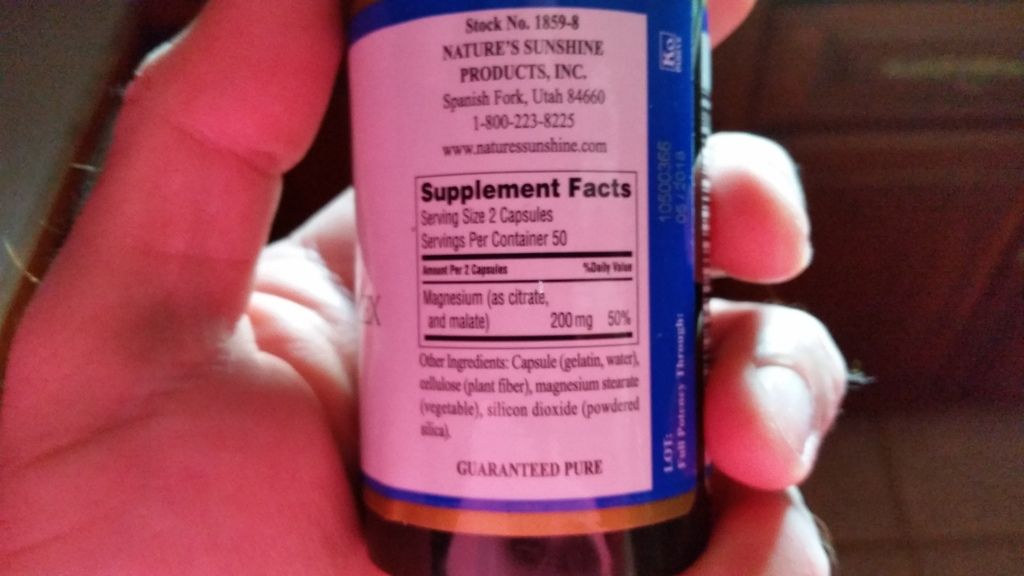 Stock No. 1859-8
NATURE'S SUNSHINE
PRODUCTS, INC.
Spanish Fork, Utah 84660
1-800-223-8225
www.naturessunshine.com
Supplement Facts
Serving Size 2 Capsules
Servings Per Container 50
Amount Per 2 Capsules %Daily Value
Magnesium (as citrate,
and malate) 200 mg 50%
Other Ingredients: Capsule (gelatin, water),
cellulose (plant fiber), magnesium stearate
(vegetable), silicon dioxide (powdered
silica).
GUARANTEED PURE
LOT:
Full Potency Through: